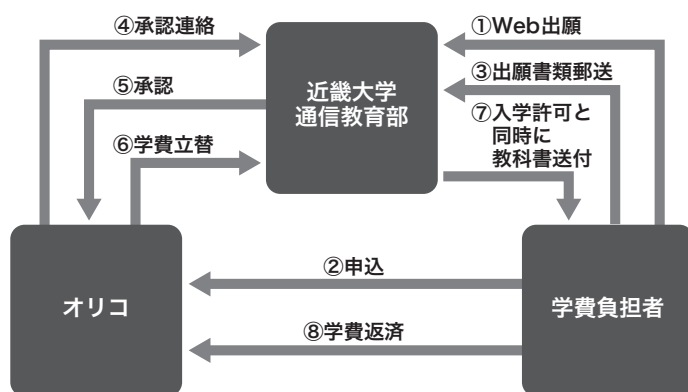 ④承認連絡
①Web出願
⑤承認
近畿大学
通信教育部
③出願書類郵送
⑥学費立替
⑦入学許可と
同時に
教科書送付
オリコ
②申込
学費負担者
⑧学費返済